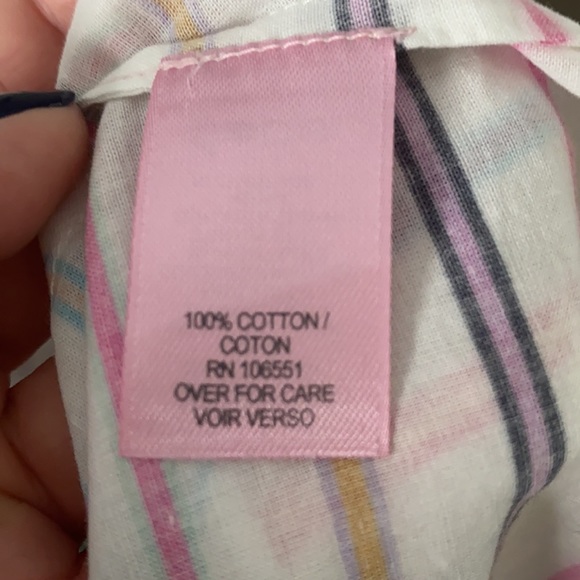 100% COTTON /
COTON
RN 106551
OVER FOR CARE
VOIR VERSO